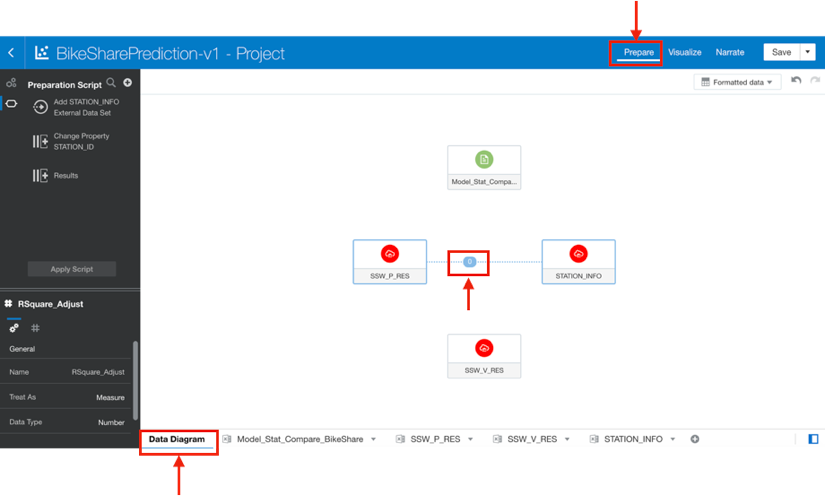 BikeSharePrediction-v1 - Project
Prepare
Visualize
Narrate
Save
Preparation Script
Formatted data
Add STATION_INFO
External Data Set
Change Property
STATION_ID
Results
Apply Script
Model_Stat_Compa...
SSW_P_RES
0
STATION_INFO
SSW_V_RES
RSquare_Adjust
General
Name RSquare_Adjust
Treat As Measure
Data Type Number
Data Diagram
Model_Stat_Compare_BikeShare
SSW_P_RES
SSW_V_RES
STATION_INFO